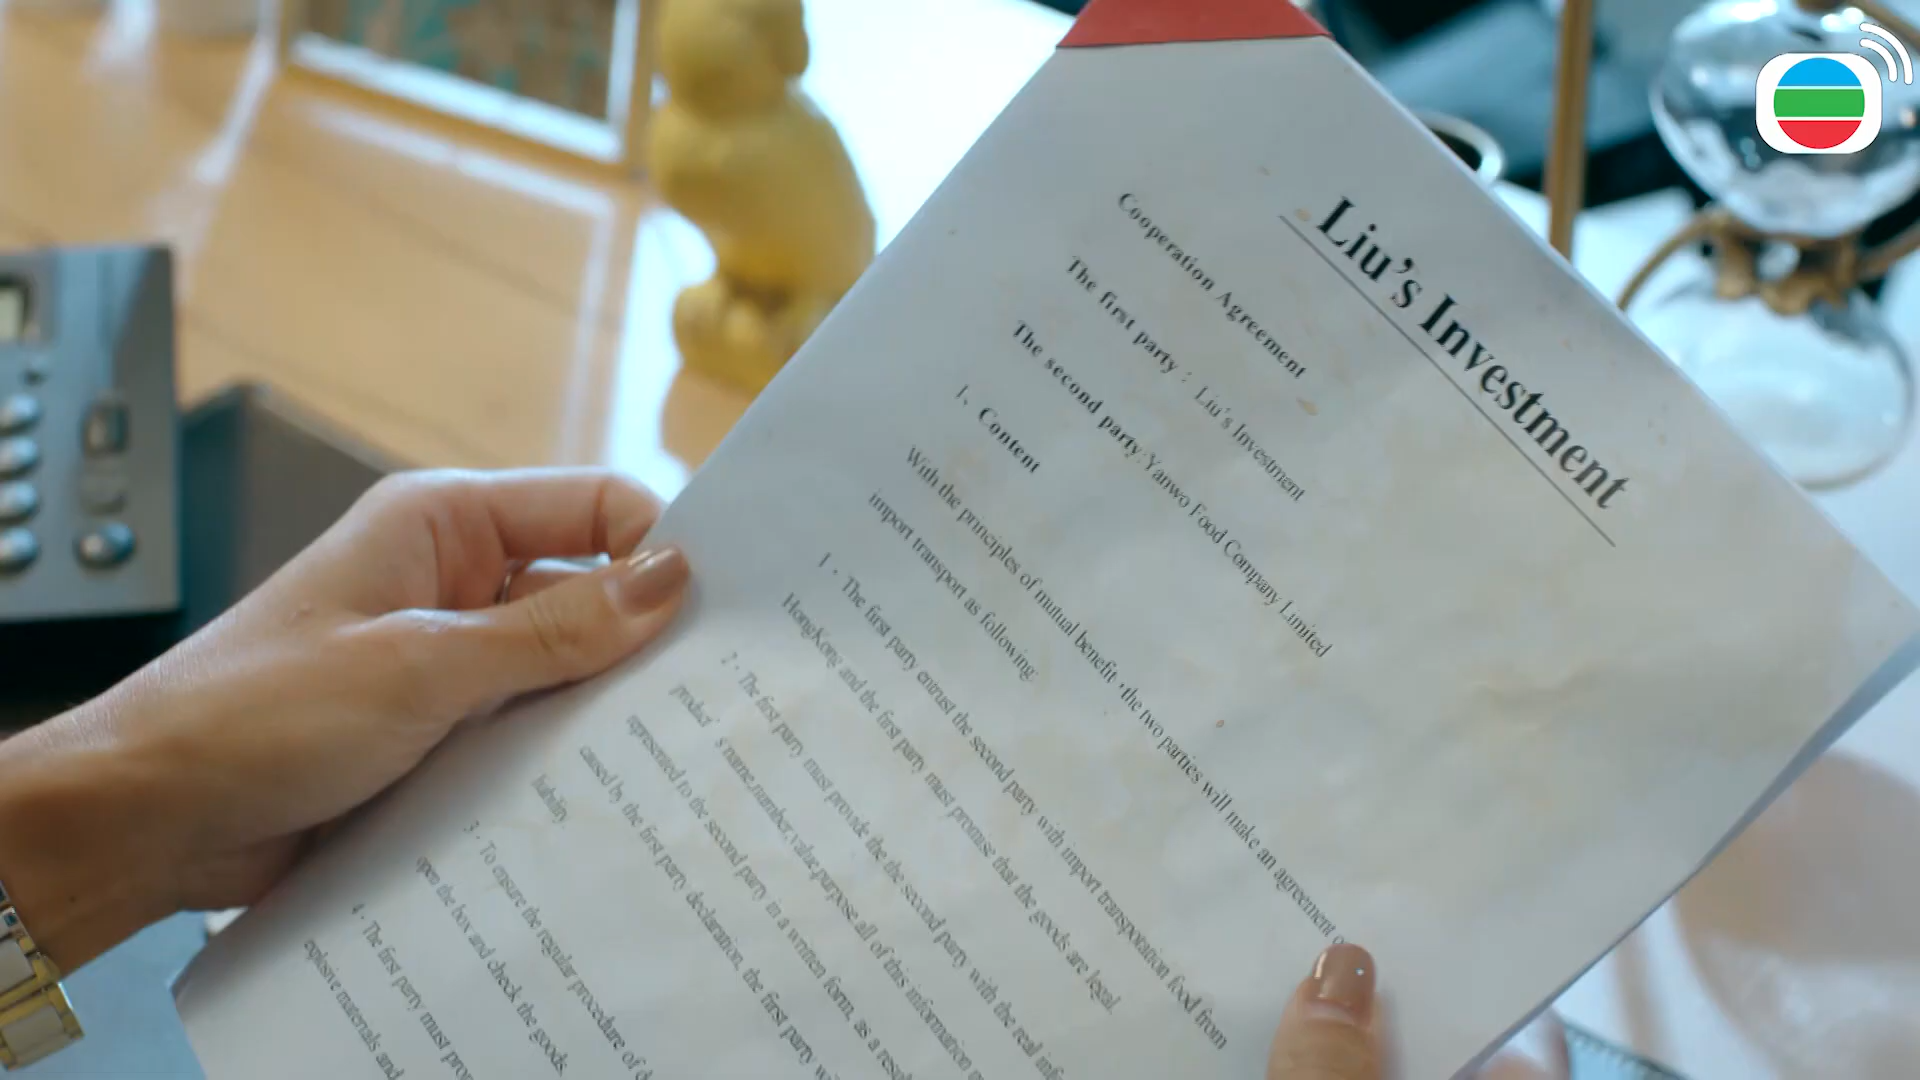 Liu's Investment
Cooperation Agreement
The first party : Liu's Investment
The second party: Yanwo Food Company Limited
1、Content
With the principles of mutual benefit, the two parties will make an agreement
import transport as following:
1. The first party entrust the second party with import transpotation food from
HongKong and the first party must promise that the goods are legal.
2. The first party must provide the the second party with the real
product's name,number,value,purpose,all of this information
represented to the second party in a written form, as a
caused by the first party declaration, the first party
liability.
3. To ensure the regular procedure of
open the box and check the goods.
4. The first party must
explosive materials and